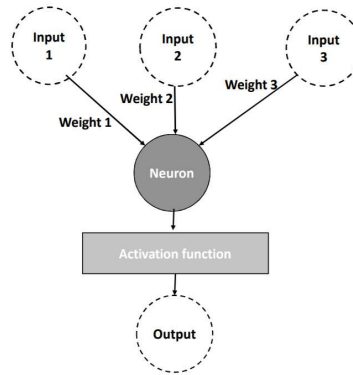 Input
1
Input
2
Input
3
Weight 1
Weight 2
Weight 3
Neuron
Activation function
Output